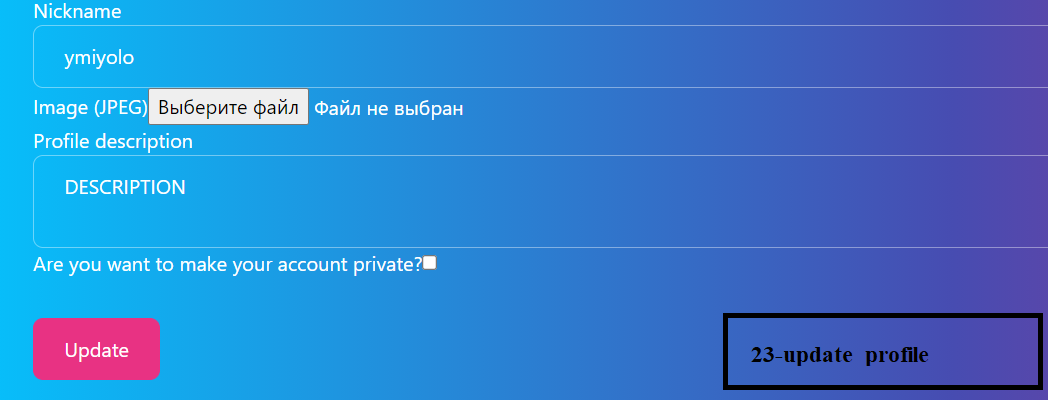 Nickname
ymiyolo
Image (JPEG) Выберите файл Файл не выбран
Profile description
DESCRIPTION
Are you want to make your account private?
Update
23-update profile